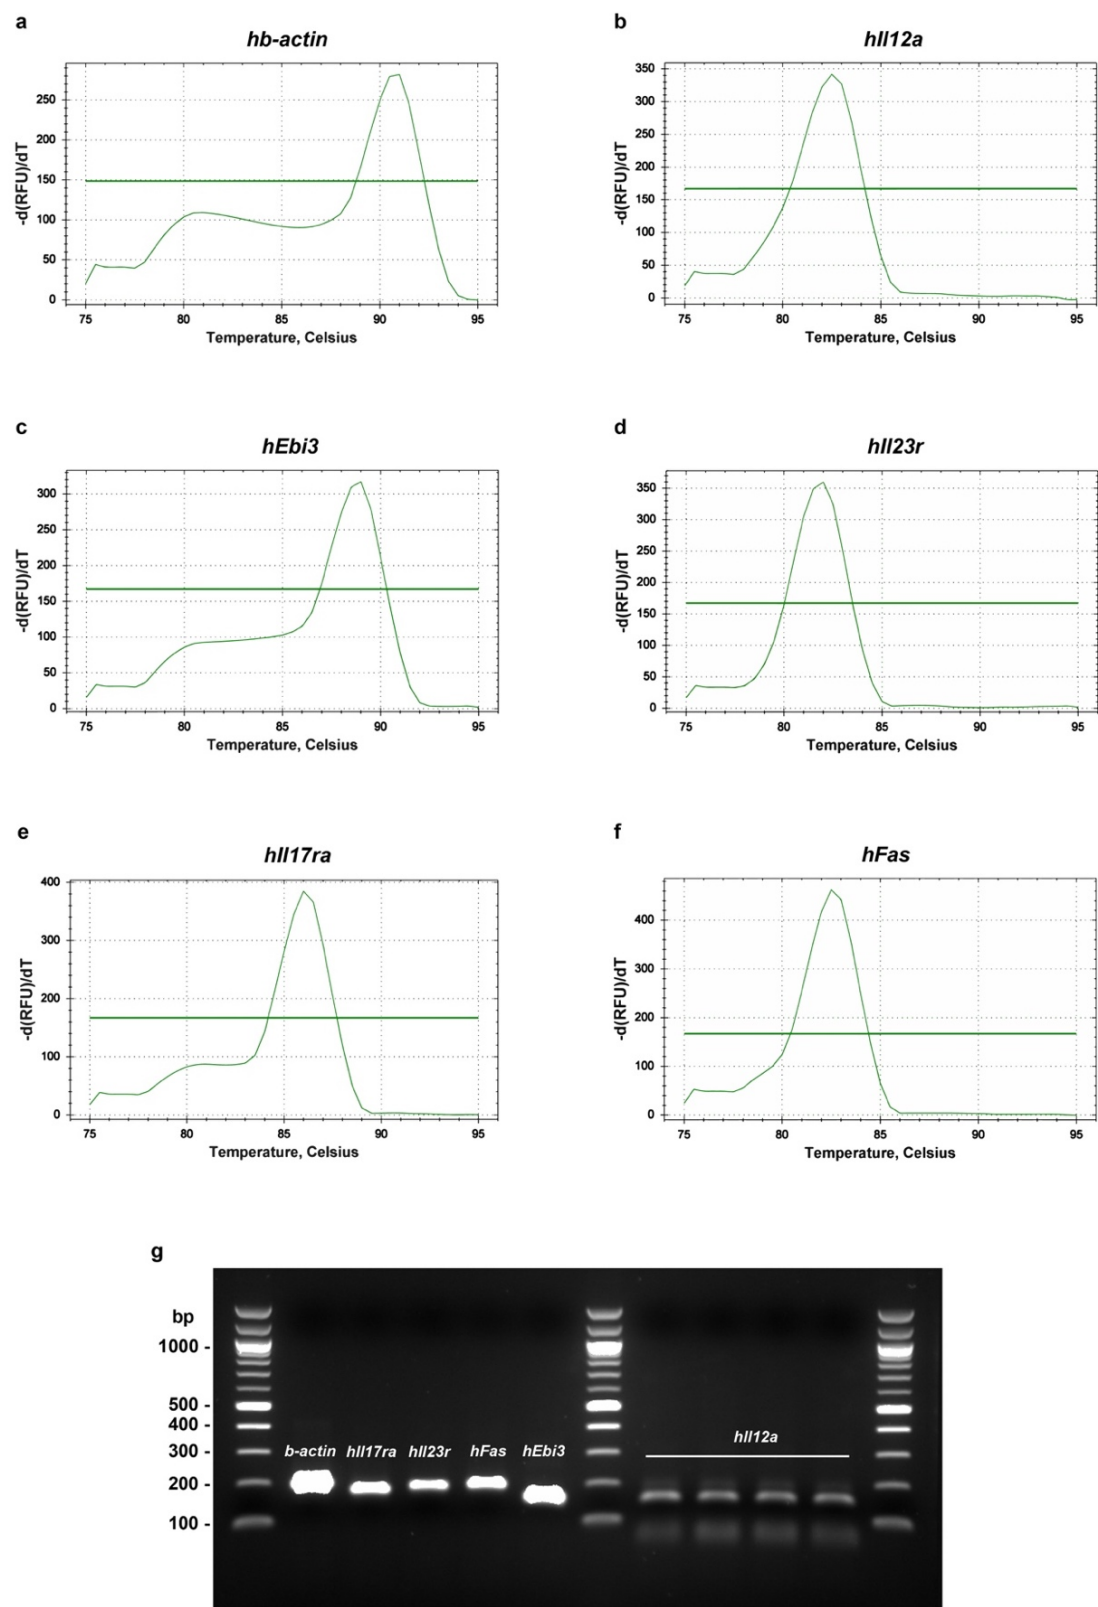 a
hb-actin
-d(RFU)/dT
250
200
150
100
50
0
75 80 85 90 95
Temperature, Celsius
b
hIl12a
-d(RFU)/dT
350
300
250
200
150
100
50
0
75 80 85 90 95
Temperature, Celsius
c
hEbi3
-d(RFU)/dT
300
250
200
150
100
50
0
75 80 85 90 95
Temperature, Celsius
d
hIl23r
-d(RFU)/dT
350
300
250
200
150
100
50
0
75 80 85 90 95
Temperature, Celsius
e
hIl17ra
-d(RFU)/dT
400
300
200
100
0
75 80 85 90 95
Temperature, Celsius
f
hFas
-d(RFU)/dT
400
300
200
100
0
75 80 85 90 95
Temperature, Celsius
g
bp
1000 -
500 -
400 -
300 -
200 -
100 -
b-actin hIl17ra hIl23r hFas hEbi3
hIl12a